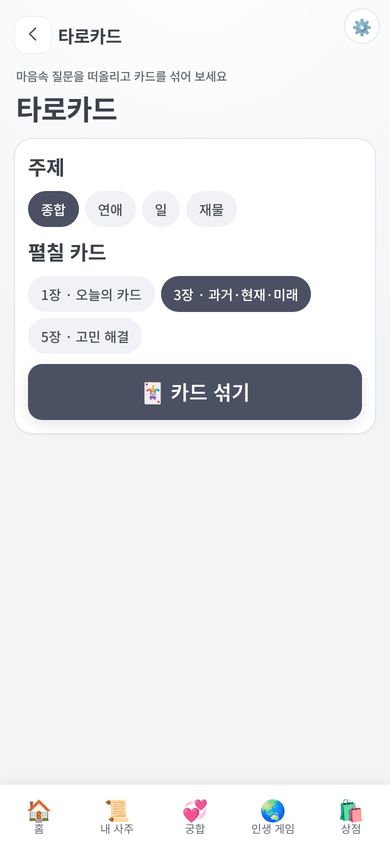 타로카드
마음속 질문을 떠올리고 카드를 섞어 보세요
타로카드
주제
종합 연애 일 재물
펼칠 카드
1장 · 오늘의 카드 3장 · 과거·현재·미래
5장 · 고민 해결
카드 섞기
홈 내 사주 궁합 인생 게임 상점